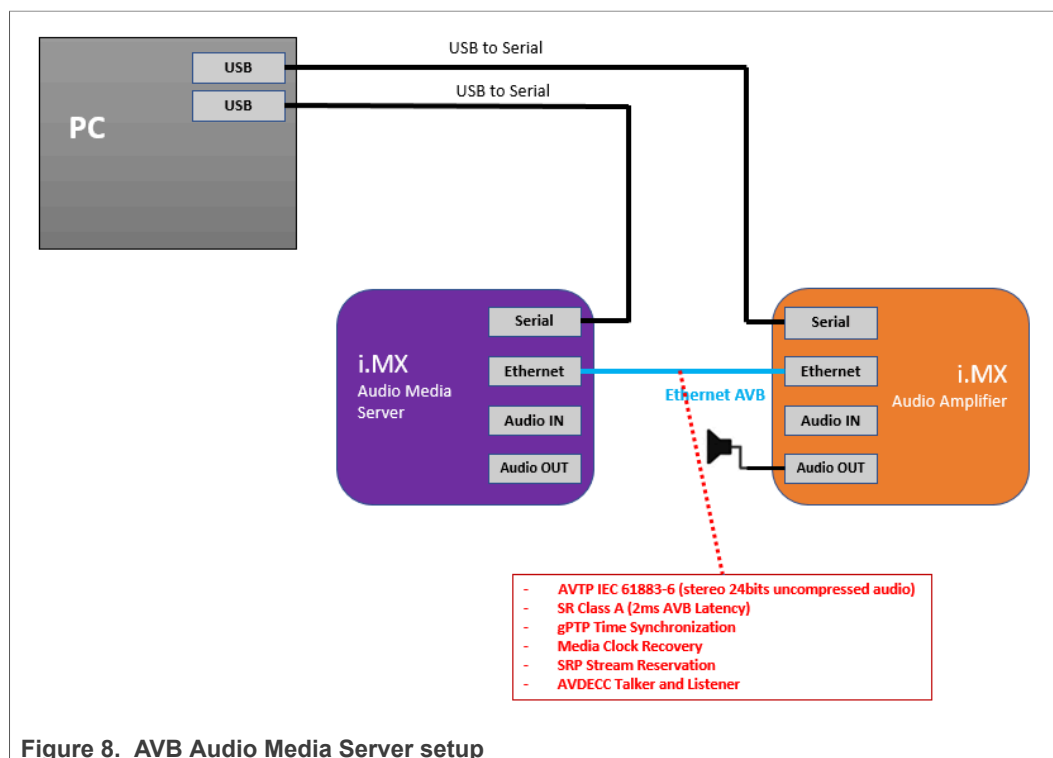 USB to Serial
USB
USB to Serial
USB
PC
Serial
Serial
i.MX
Audio Media
Server
Ethernet
Ethernet
i.MX
Audio Amplifier
Ethernet AVB
Audio IN
Audio IN
Audio OUT
Audio OUT
- AVTP IEC 61883-6 (stereo 24bits uncompressed audio)
- SR Class A (2ms AVB Latency)
- gPTP Time Synchronization
- Media Clock Recovery
- SRP Stream Reservation
- AVDECC Talker and Listener
Figure 8. AVB Audio Media Server setup